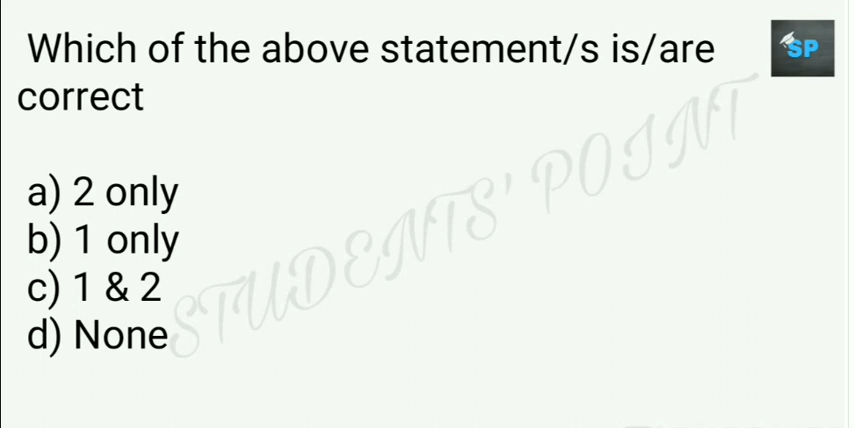 Which of the above statement/s is/are
SP
correct
a) 2 only
b) 1 only
c) 1 & 2
d) None
STUDENTS' POINT